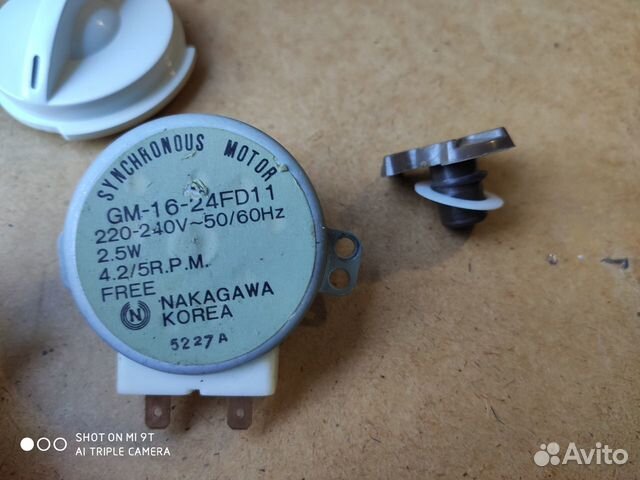 SYNCHRONOUS MOTOR
GM-16-24FD11
220-240V~50/60Hz
2.5W
4.2/5R.P.M.
FREE
N NAKAGAWA
KOREA
5227A
SHOT ON MI 9T
AI TRIPLE CAMERA
Avito